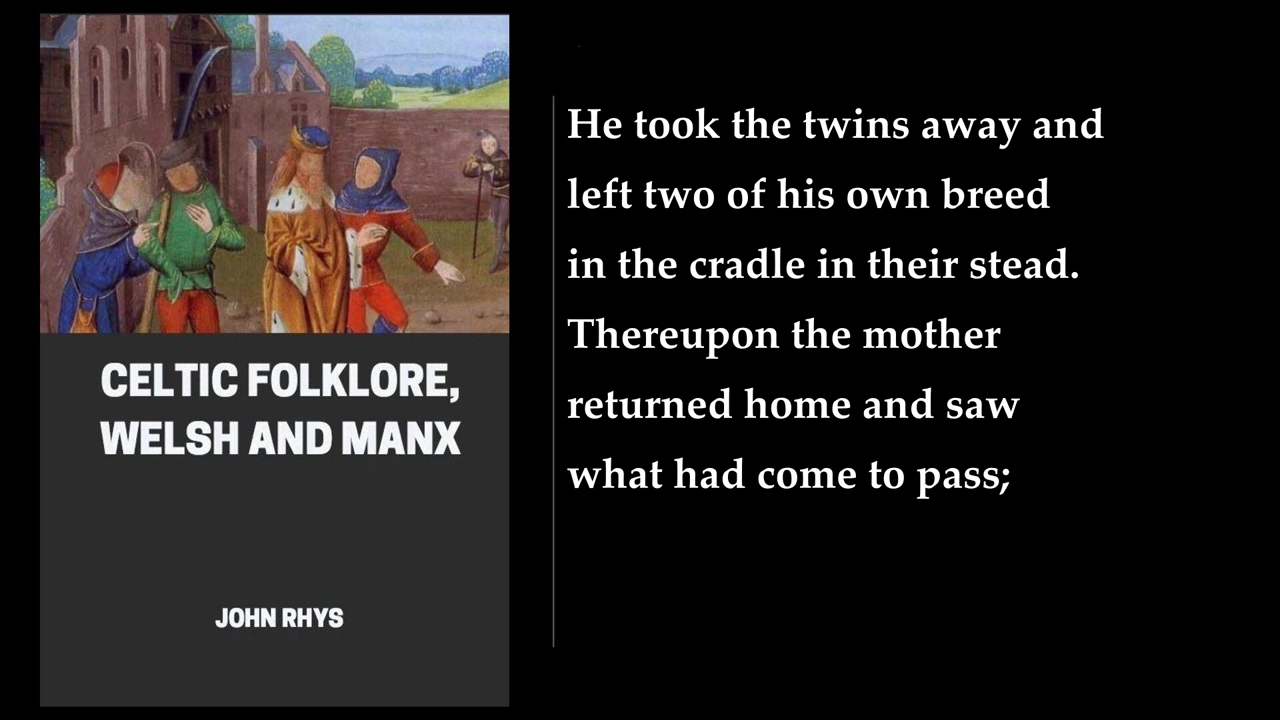 CELTIC FOLKLORE,
WELSH AND MANX
JOHN RHYS
He took the twins away and
left two of his own breed
in the cradle in their stead.
Thereupon the mother
returned home and saw
what had come to pass;